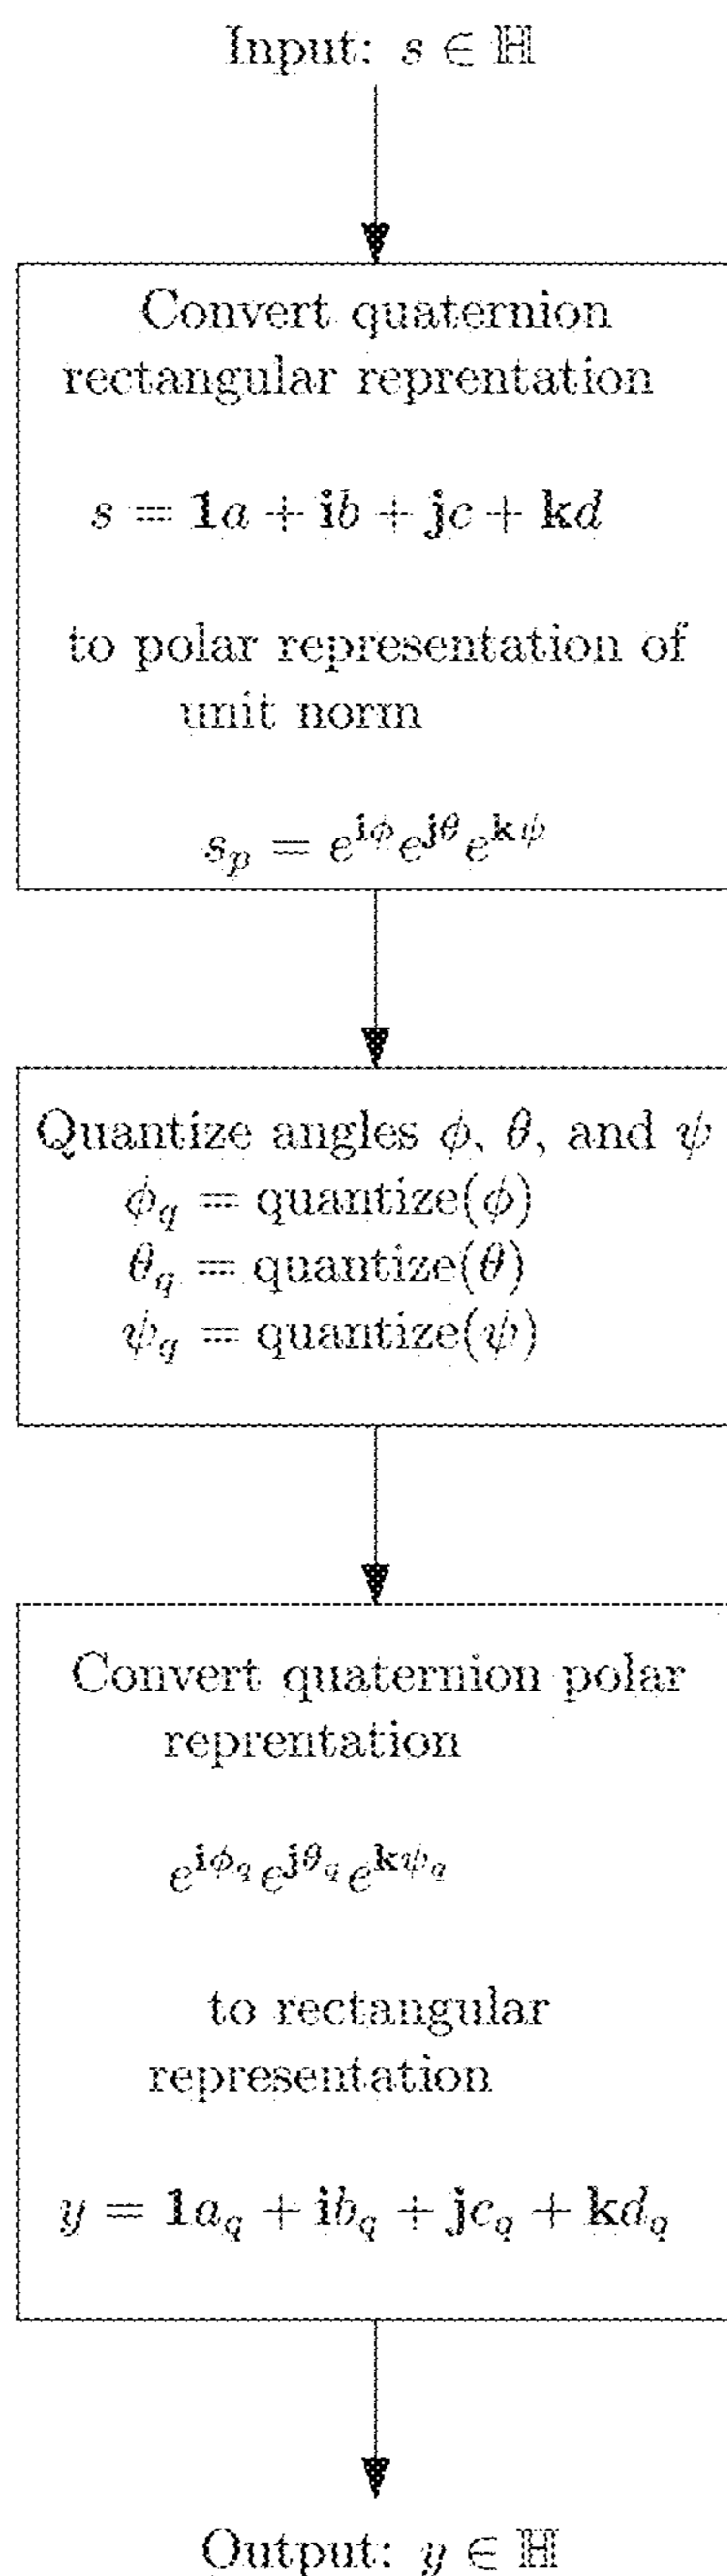 Input: s ∈ ℍ
Convert quaternion
rectangular reprentation
s = 1a + ib + jc + kd
to polar representation of
unit norm
s_p = e^{iϕ} e^{jθ} e^{kψ}
Quantize angles ϕ, θ, and ψ
ϕ_q = quantize(ϕ)
θ_q = quantize(θ)
ψ_q = quantize(ψ)
Convert quaternion polar
reprentation
e^{iϕ_q} e^{jθ_q} e^{kψ_q}
to rectangular
representation
y = 1a_q + ib_q + jc_q + kd_q
Output: y ∈ ℍ